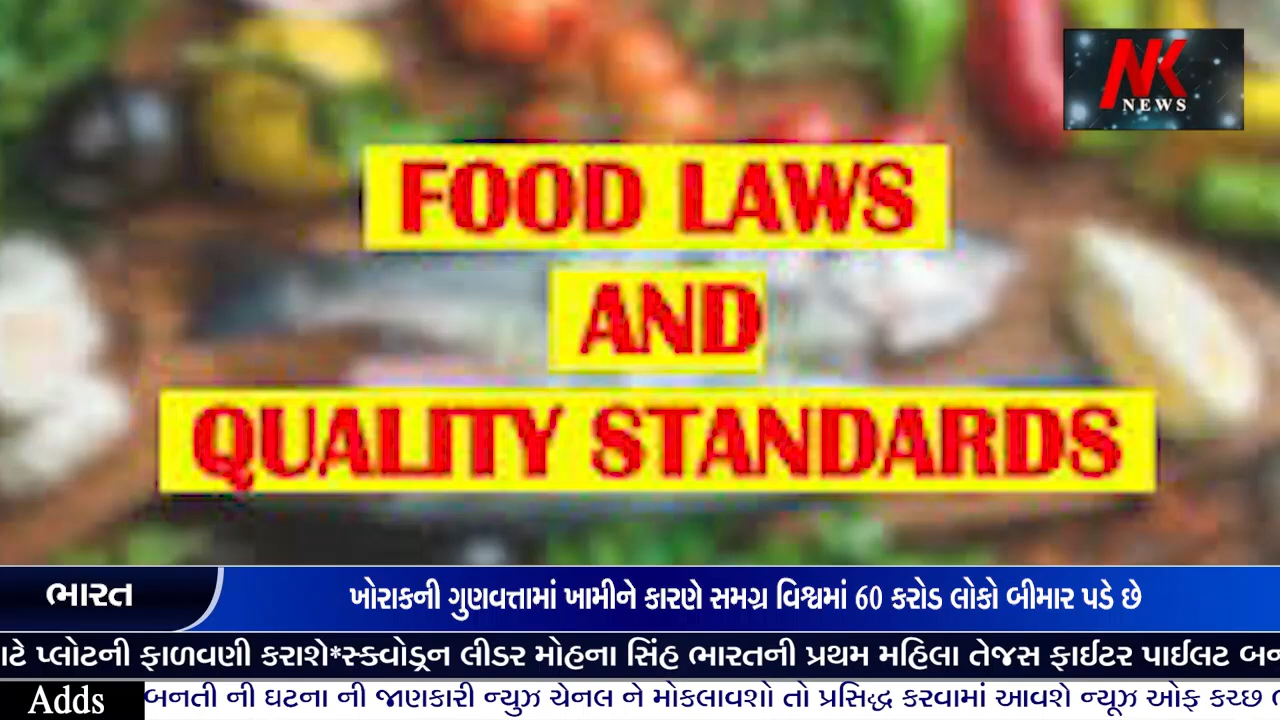 NK
NEWS
FOOD LAWS
AND
QUALITY STANDARDS
ભારત
ખોરાકની ગુણવત્તામાં ખામીને કારણે સમગ્ર વિશ્વમાં 60 કરોડ લોકો બીમાર પડે છે
ાટે પ્લોટની ફાળવણી કરાશે*સ્ક્વોડ્રન લીડર મોહના સિંહ ભારતની પ્રથમ મહિલા તેજસ ફાઈટર પાઈલટ બન
Adds
બનતી ની ઘટના ની જાણકારી ન્યુઝ ચેનલ ને મોકલાવશો તો પ્રસિદ્ધ કરવામાં આવશે ન્યૂઝ ઓફ કચ્છ